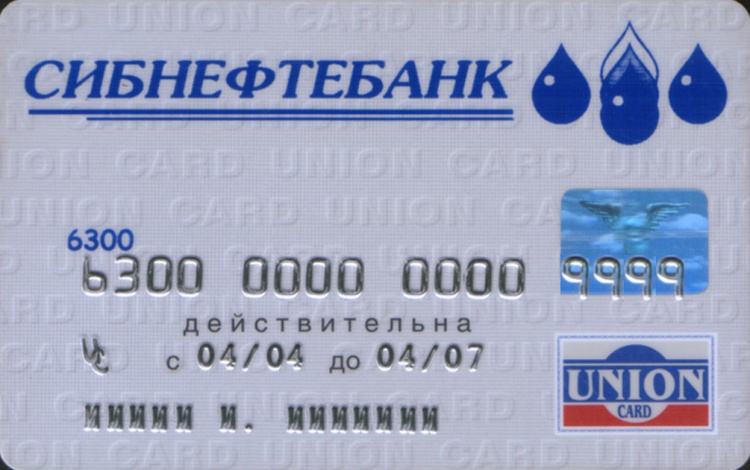 СИБНЕФТЕБАНК
6300
6300 0000 0000 9999
действительна
с 04/04 до 04/07
ИИИИИ И. ИИИИИИИ
UNION
CARD